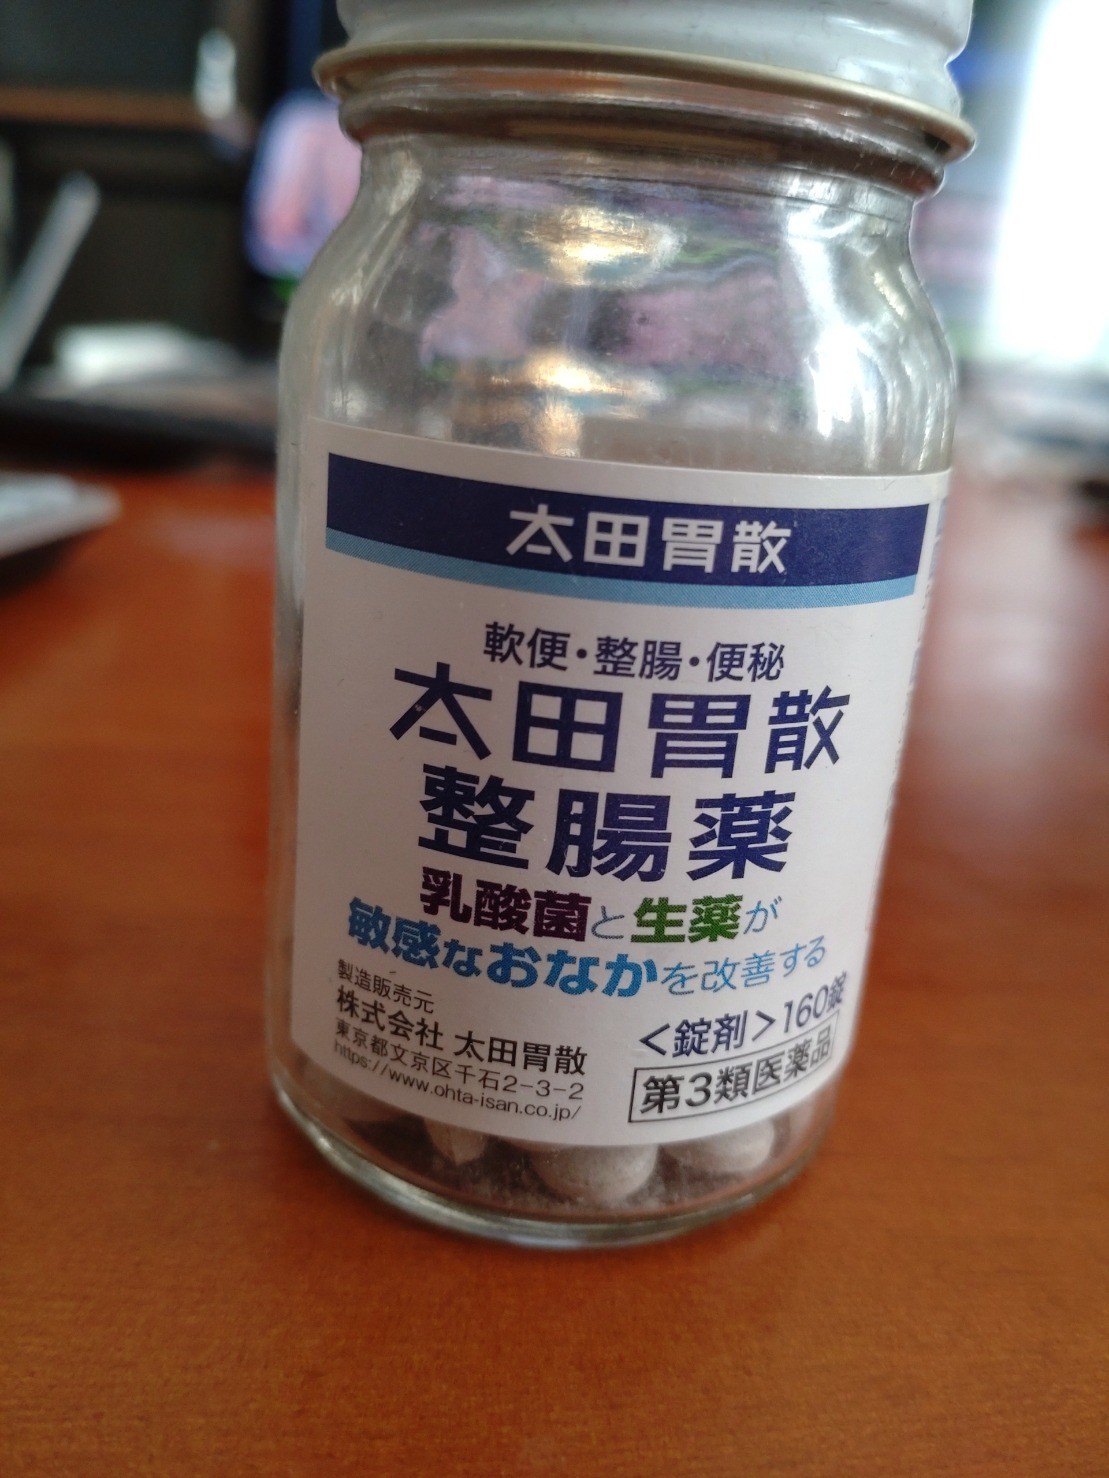 太田胃散
軟便・整腸・便秘
太田胃散
整腸薬
乳酸菌と生薬が
敏感なおなかを改善する
製造販売元
株式会社 太田胃散
東京都文京区千石2-3-2
https://www.ohta-isan.co.jp/
<錠剤>160錠
第3類医薬品